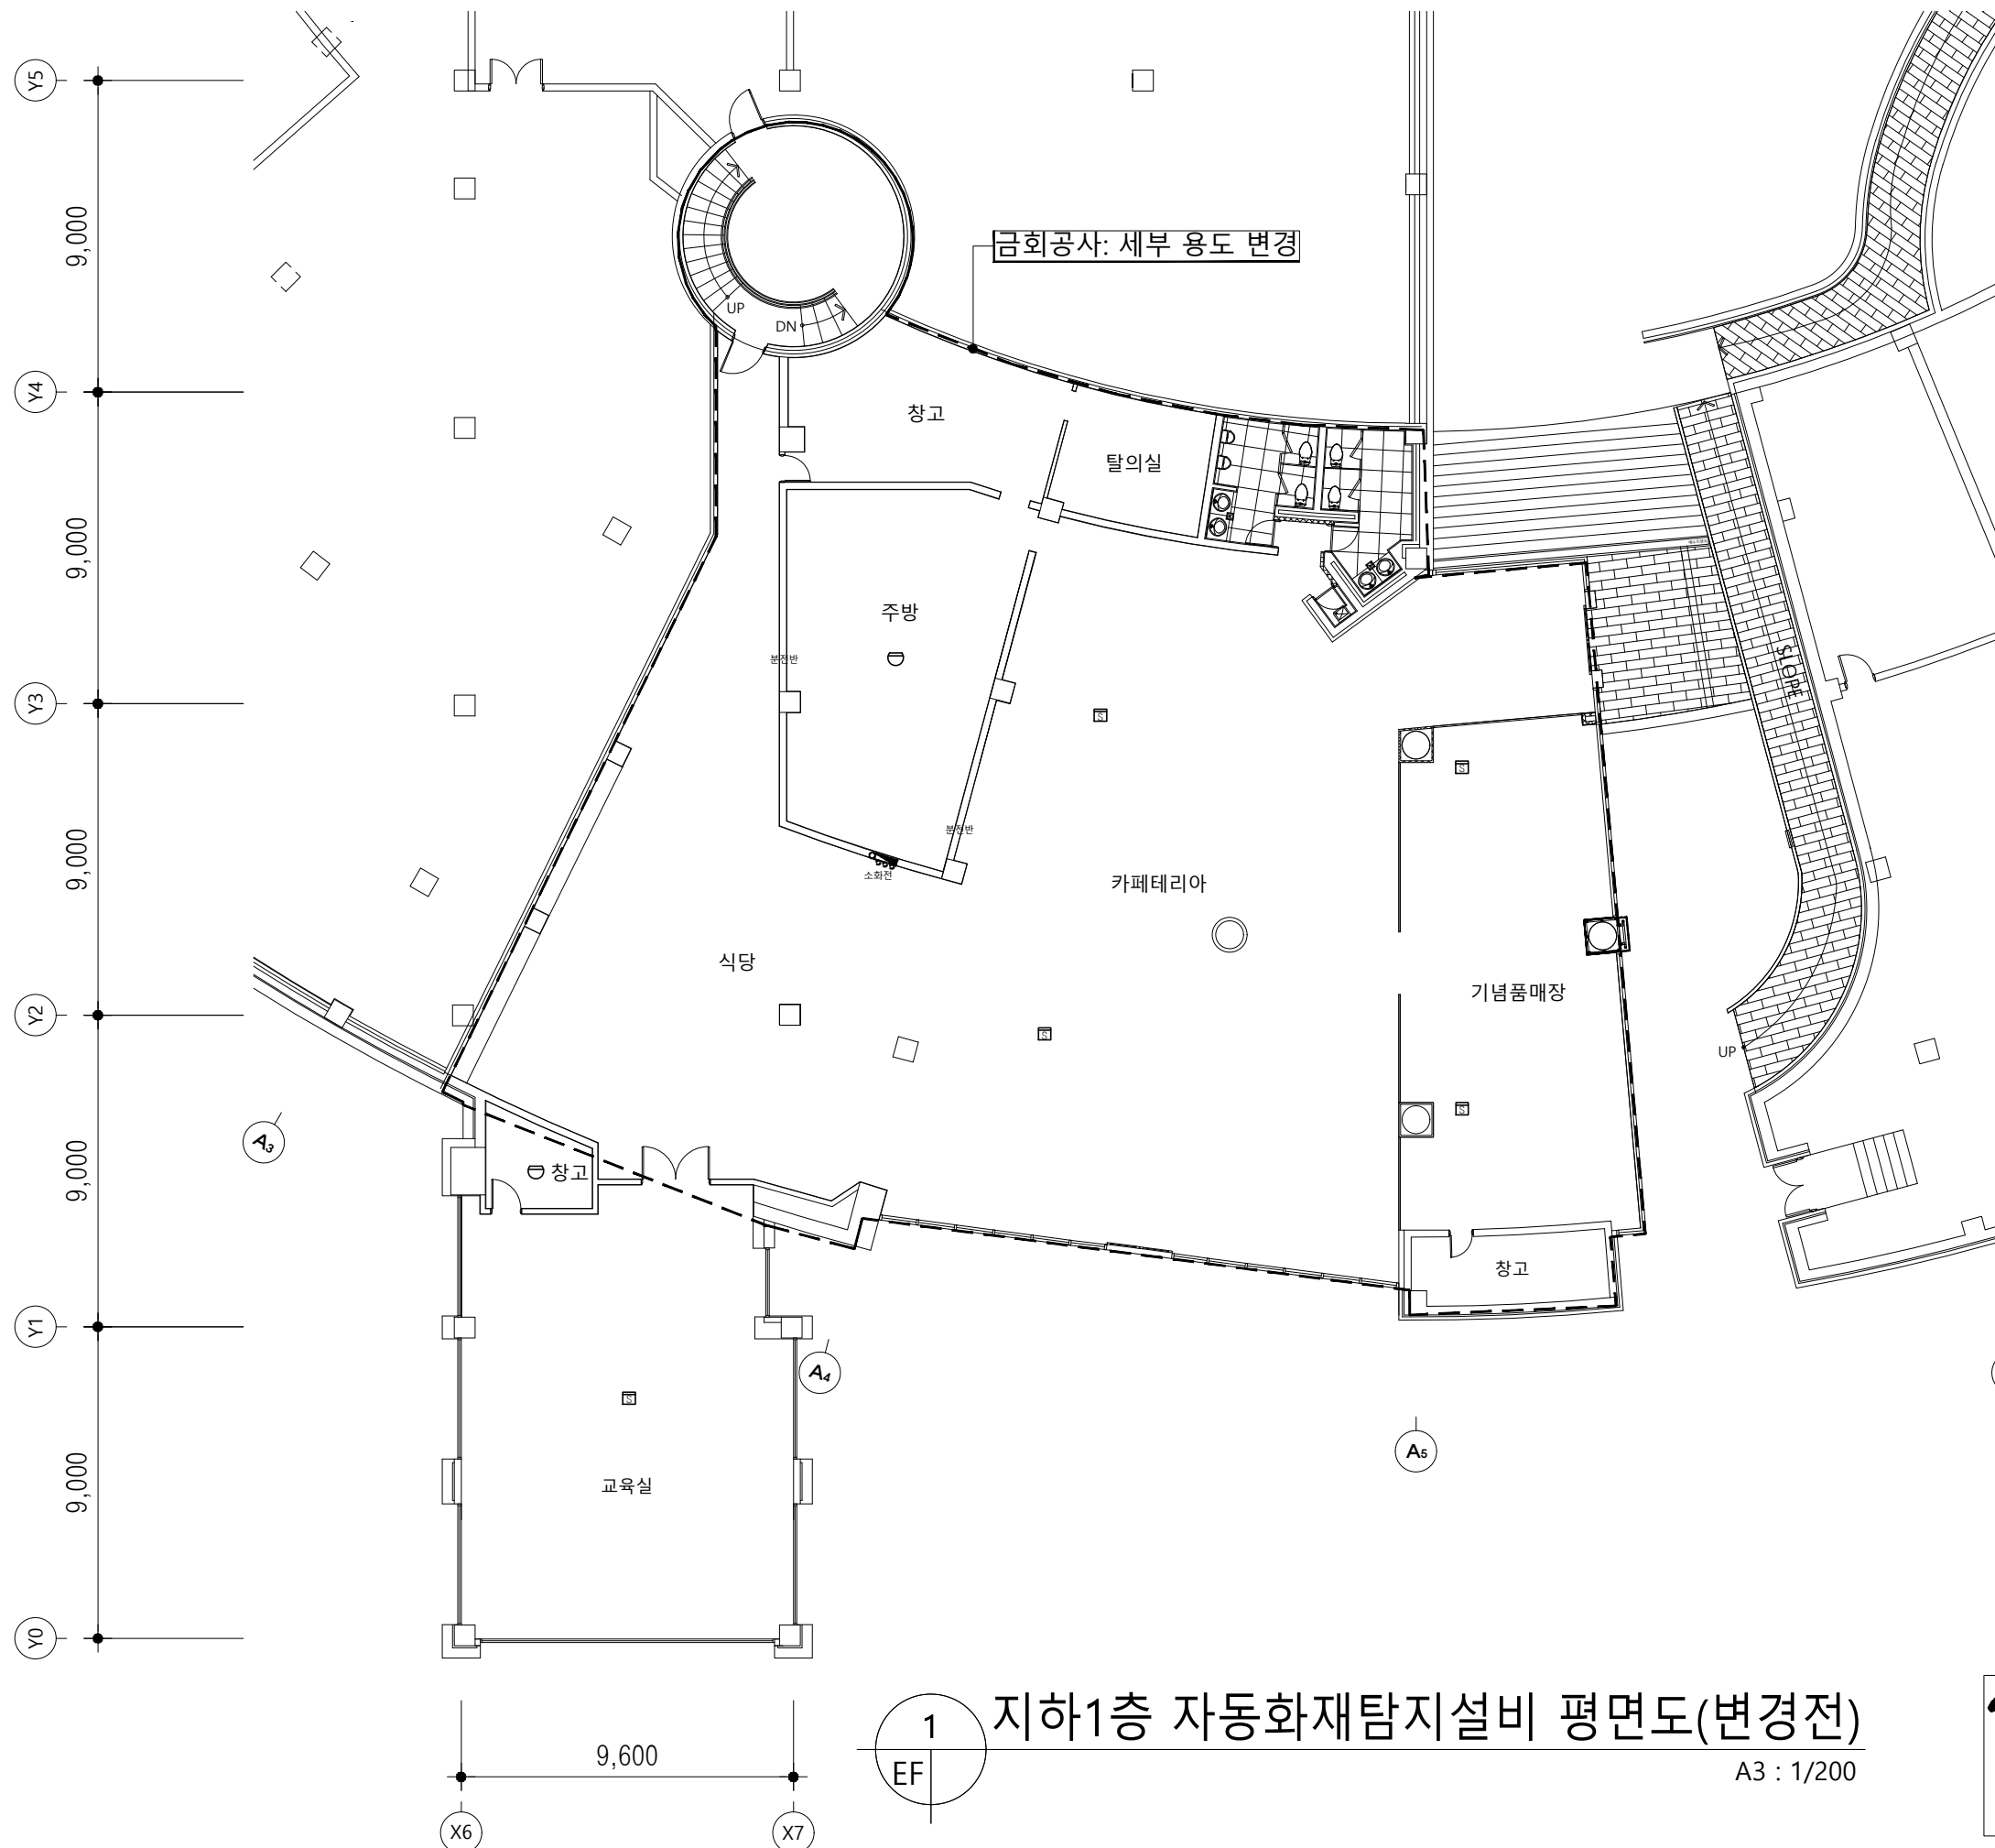 Y5
9,000
금회공사: 세부 용도 변경
UP
DN
Y4
창고
탈의실
9,000
주방
분전반
SLOPE
Y3
S
S
9,000
분전반
소화전
카페테리아
식당
기념품매장
Y2
S
UP
A3
S
9,000
창고
창고
Y1
A4
S
A5
9,000
교육실
Y0
1
EF
지하1층 자동화재탐지설비 평면도(변경전)
A3 : 1/200
9,600
X6
X7